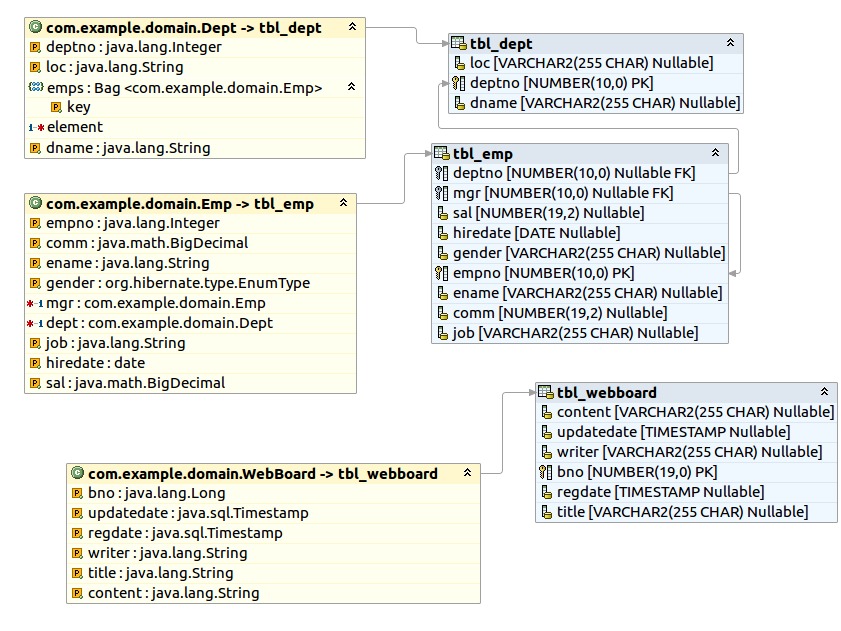 com.example.domain.Dept -> tbl_dept
deptno : java.lang.Integer
loc : java.lang.String
emps : Bag <com.example.domain.Emp>
key
element
dname : java.lang.String
tbl_dept
loc [VARCHAR2(255 CHAR) Nullable]
deptno [NUMBER(10,0) PK]
dname [VARCHAR2(255 CHAR) Nullable]
com.example.domain.Emp -> tbl_emp
empno : java.lang.Integer
comm : java.math.BigDecimal
ename : java.lang.String
gender : org.hibernate.type.EnumType
mgr : com.example.domain.Emp
dept : com.example.domain.Dept
job : java.lang.String
hiredate : date
sal : java.math.BigDecimal
tbl_emp
deptno [NUMBER(10,0) Nullable FK]
mgr [NUMBER(10,0) Nullable FK]
sal [NUMBER(19,2) Nullable]
hiredate [DATE Nullable]
gender [VARCHAR2(255 CHAR) Nullable]
empno [NUMBER(10,0) PK]
ename [VARCHAR2(255 CHAR) Nullable]
comm [NUMBER(19,2) Nullable]
job [VARCHAR2(255 CHAR) Nullable]
com.example.domain.WebBoard -> tbl_webboard
bno : java.lang.Long
updatedate : java.sql.Timestamp
regdate : java.sql.Timestamp
writer : java.lang.String
title : java.lang.String
content : java.lang.String
tbl_webboard
content [VARCHAR2(255 CHAR) Nullable]
updatedate [TIMESTAMP Nullable]
writer [VARCHAR2(255 CHAR) Nullable]
bno [NUMBER(19,0) PK]
regdate [TIMESTAMP Nullable]
title [VARCHAR2(255 CHAR) Nullable]